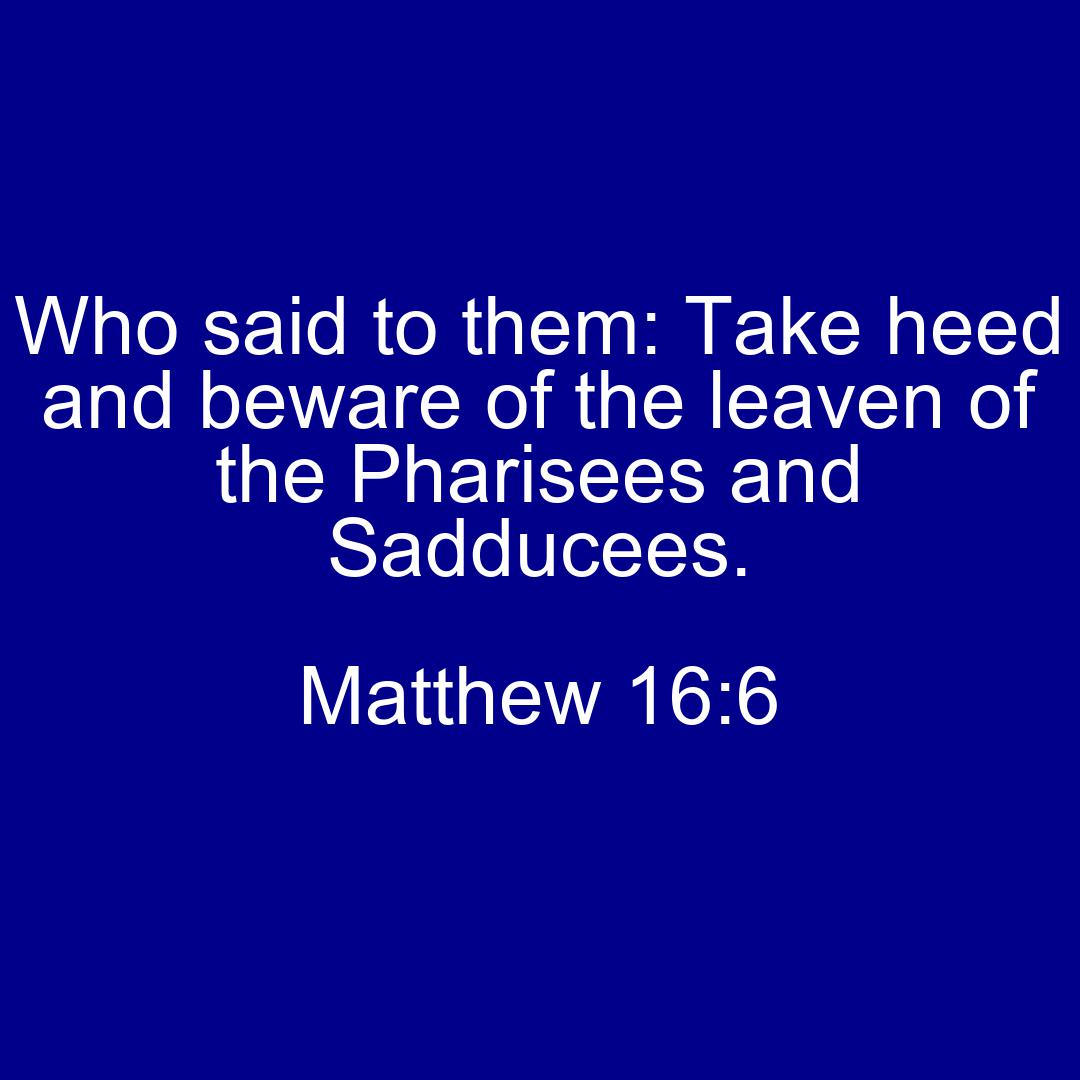 Who said to them: Take heed
and beware of the leaven of
the Pharisees and
Sadducees.
Matthew 16:6